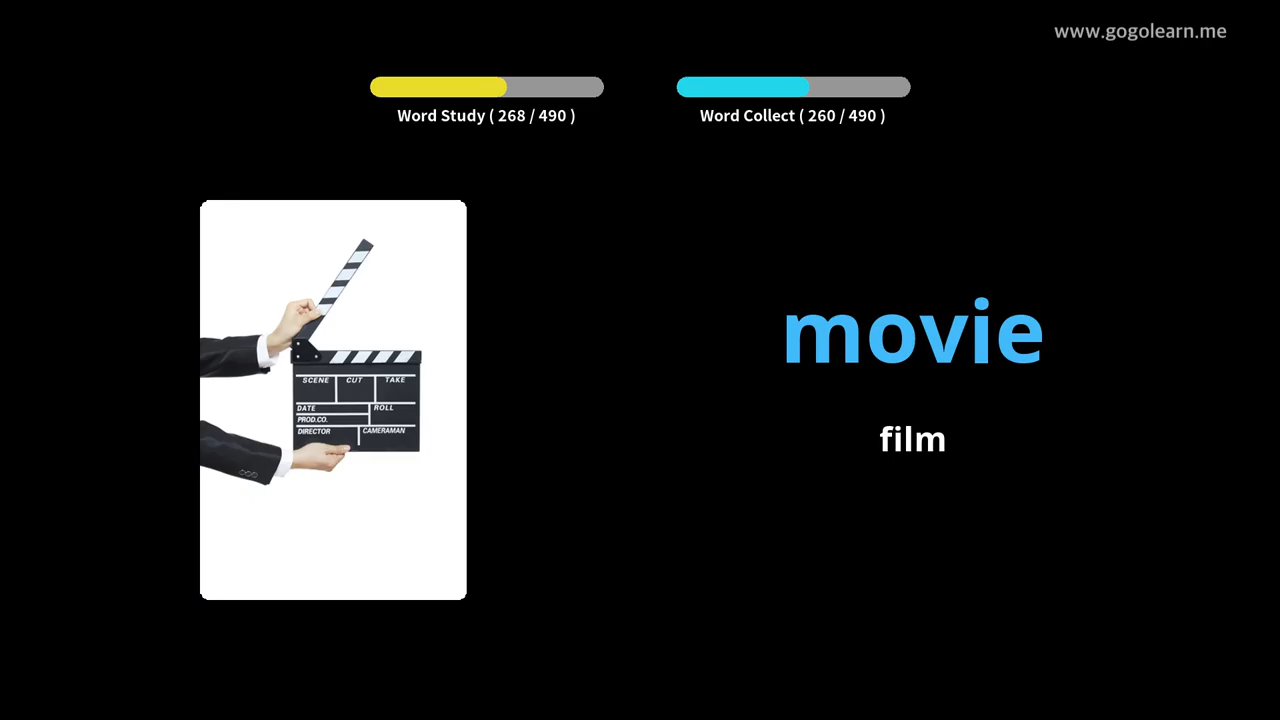 www.gogolearn.me
Word Study ( 268 / 490 )
Word Collect ( 260 / 490 )
SCENE CUT TAKE
DATE ROLL
PROD.CO.
DIRECTOR CAMERAMAN
movie
film